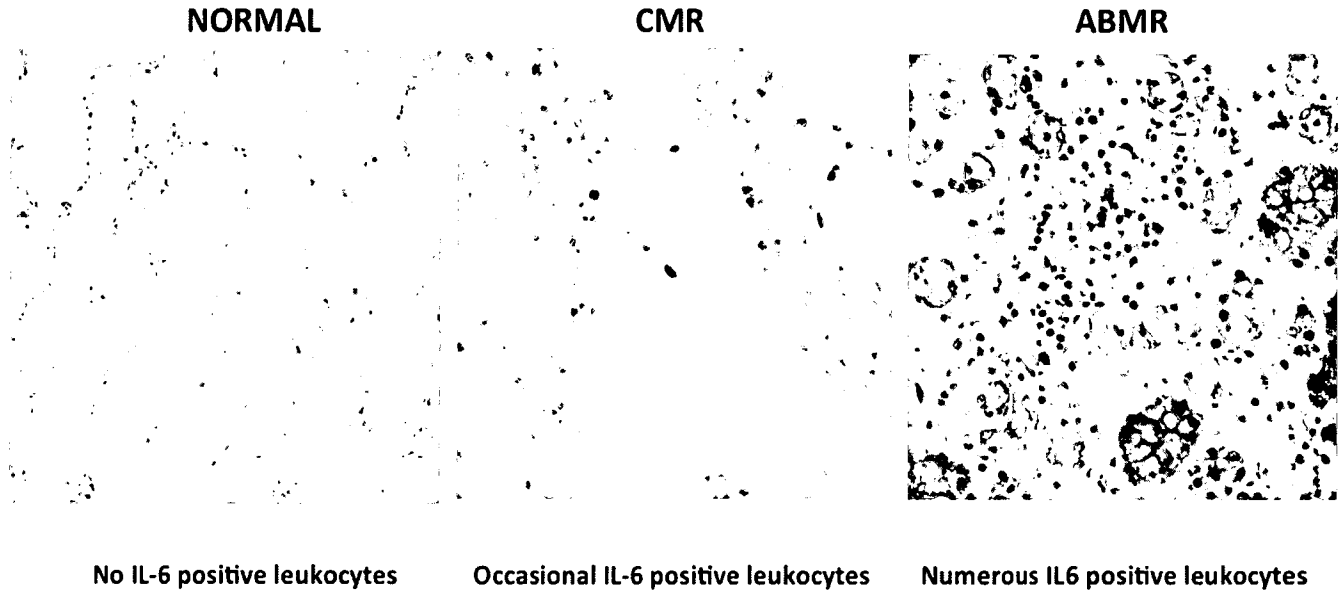 NORMAL CMR ABMR
No IL-6 positive leukocytes Occasional IL-6 positive leukocytes Numerous IL6 positive leukocytes